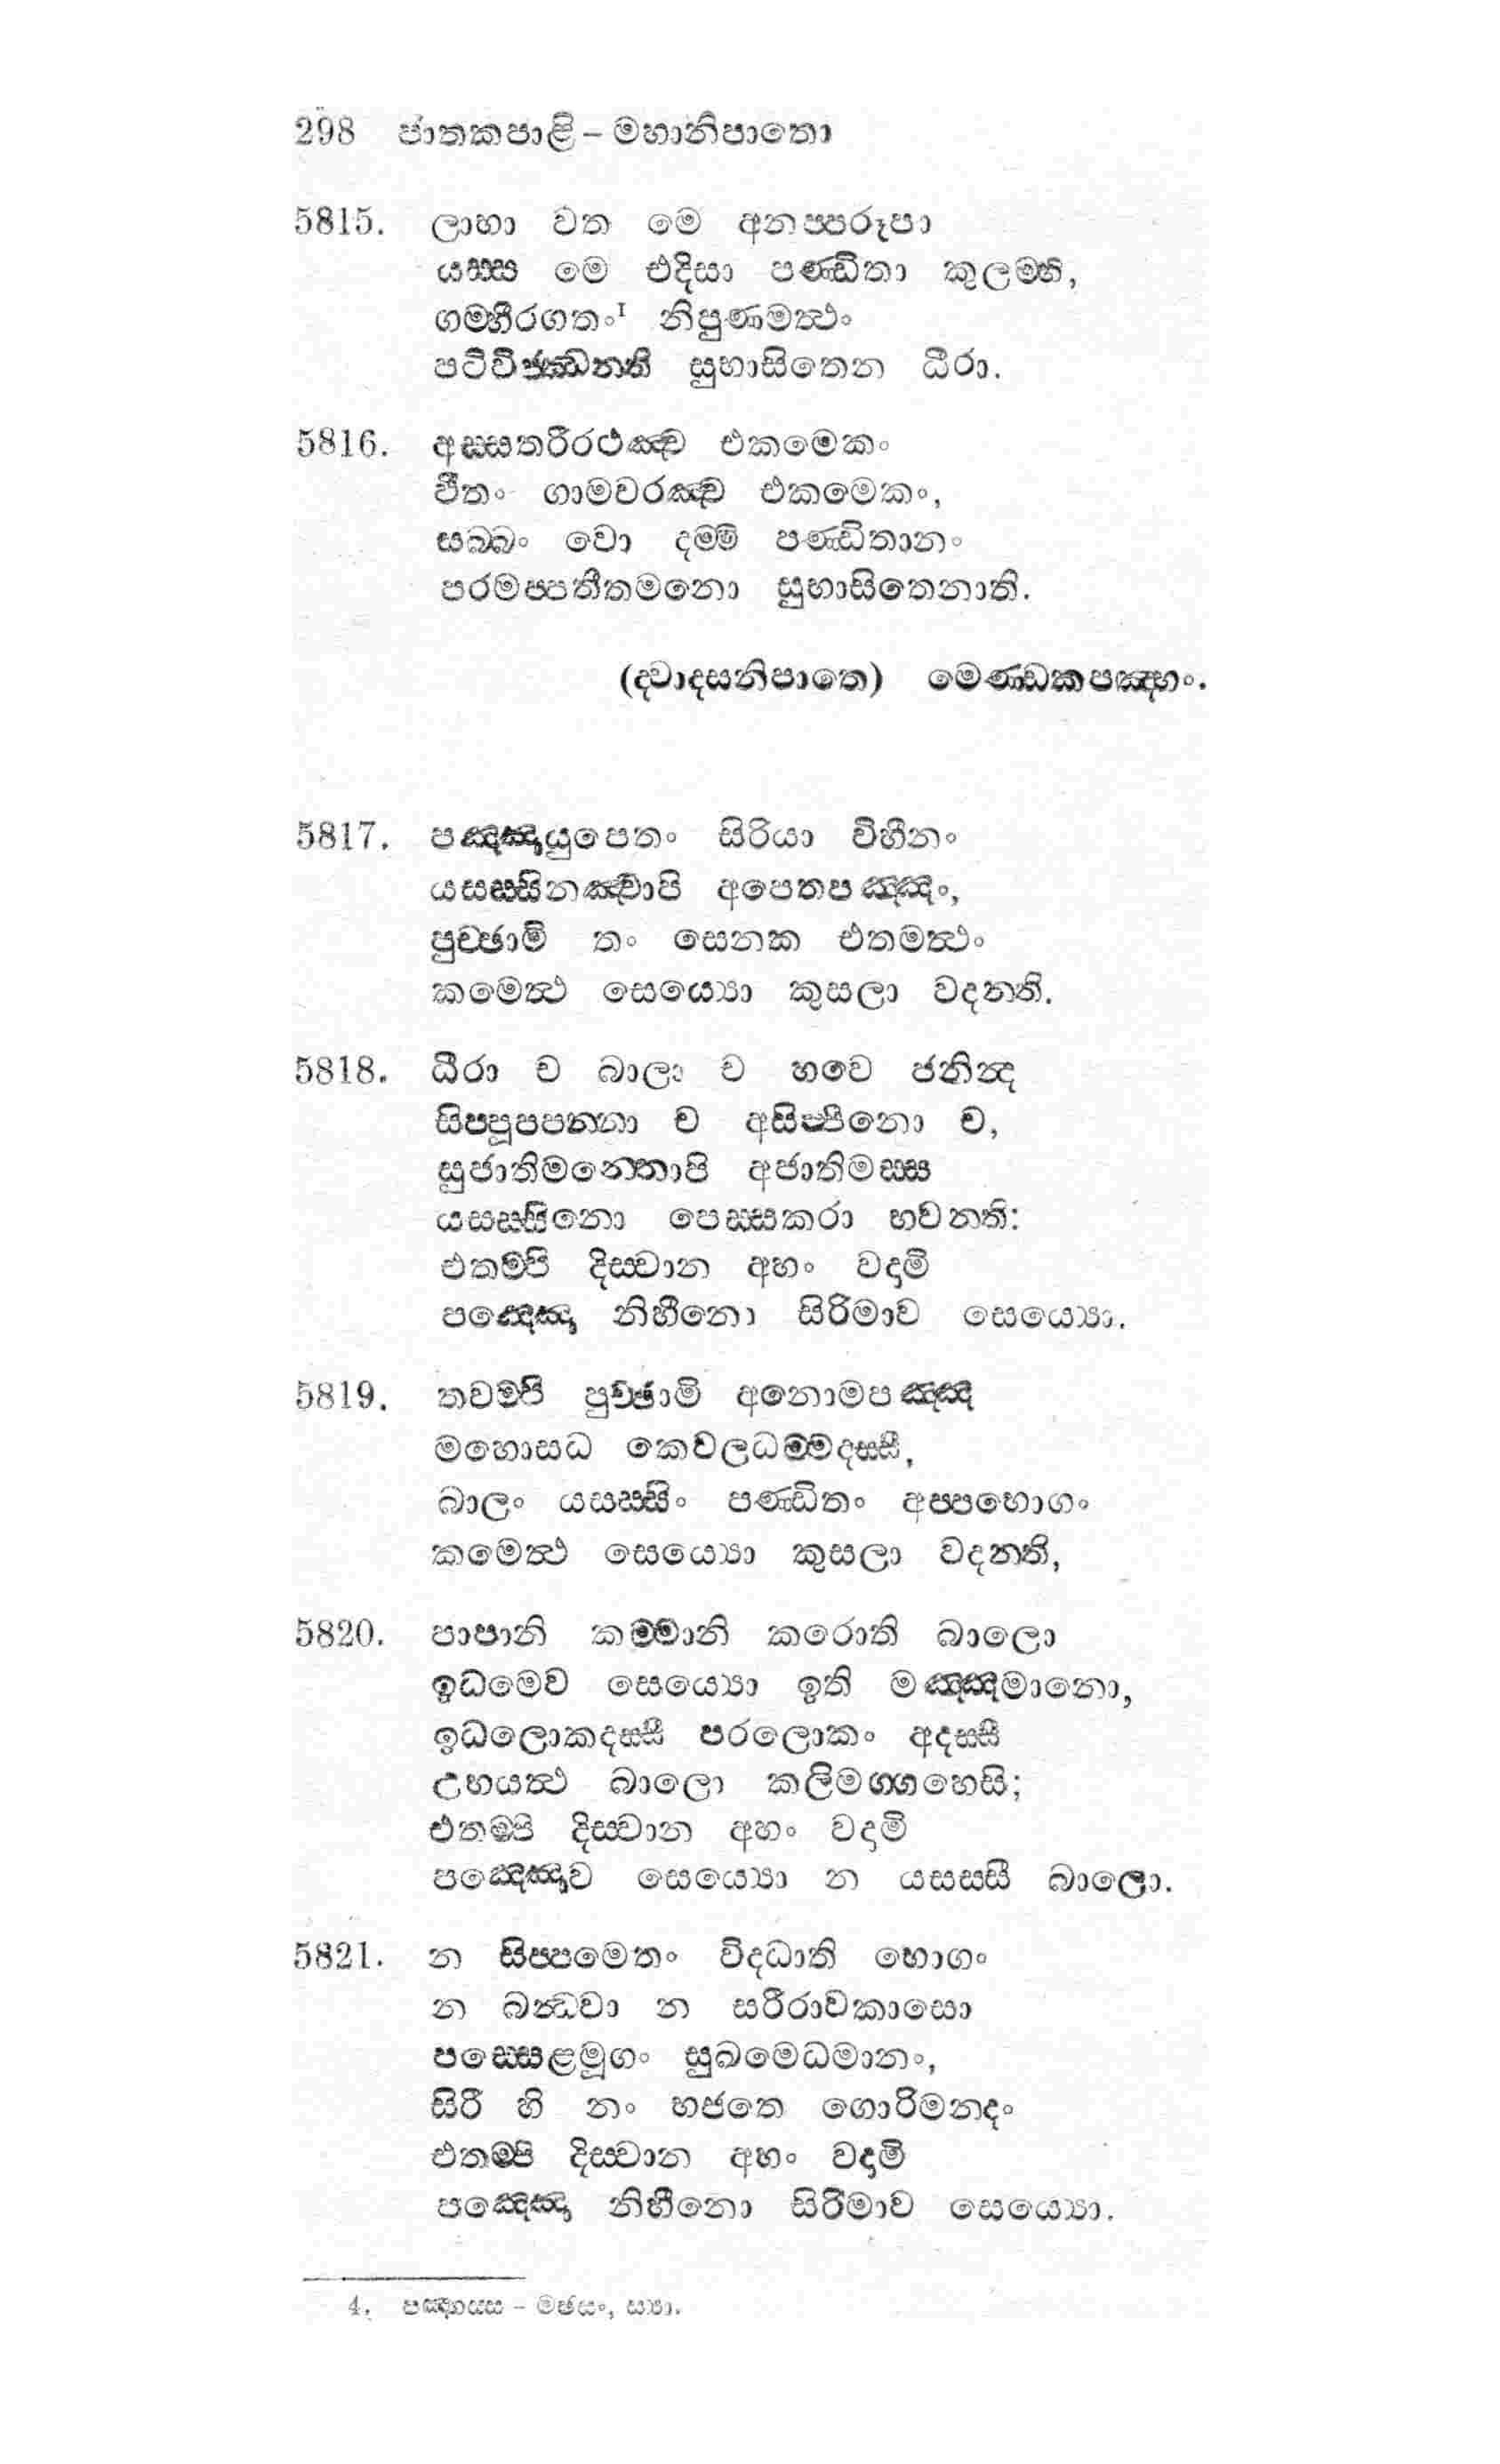 298 ජාතකපාළි – මහානිපාතො
5815. ලාභා වත මෙ අනප්පරූපා
යස්ස මෙ එදිසා පණ්ඩිතා කුලම්හි,
ගම්භීරගතං¹ නිපුණමත්ථං
පටිවිජ්ඣන්ති සුභාසිතෙන ධීරා.
5816. අස්සතරීරථඤ්ච එකමෙකං
ඵීතං ගාමවරඤ්ච එකමෙකං,
සබ්බං වො දම්මි පණ්ඩිතානං
පරමප්පතීතමනො සුභාසිතෙනාති.
(ද්වාදසනිපාතෙ) මෙණ්ඩකපඤ්හං.
5817. පඤ්ඤායුපෙතං සිරියා විහීනං
යසස්සිනඤ්චාපි අපෙතපඤ්ඤං,
පුච්ඡාමි තං සෙනක එතමත්ථං
කමෙත්ථ සෙය්‍යො කුසලා වදන්ති.
5818. ධීරා ච බාලා ච හවෙ ජනින්ද
සිප්පූපපන්නා ච අසිප්පිනො ච,
සුජාතිමන්තොපි අජාතිමස්ස
යසස්සිනො පෙස්සකරා භවන්ති:
එතම්පි දිස්වාන අහං වදාමි
පඤ්ඤො නිහීනො සිරිමාව සෙය්‍යො.
5819. තවම්පි පුච්ඡාමි අනොමපඤ්ඤ
මහොසධ කෙවලධම්මදස්සී,
බාලං යසස්සිං පණ්ඩිතං අප්පභොගං
කමෙත්ථ සෙය්‍යො කුසලා වදන්ති,
5820. පාපානි කම්මානි කරොති බාලො
ඉධමෙව සෙය්‍යො ඉති මඤ්ඤමානො,
ඉධලොකදස්සී පරලොකං අදස්සී
උභයත්ථ බාලො කලිමග්ගහෙසි;
එතම්පි දිස්වාන අහං වදාමි
පඤ්ඤොව සෙය්‍යො න යසස්සී බාලො.
5821. න සිප්පමෙතං විදධාති භොගං
න බන්ධවා න සරීරාවකාසො
පස්සෙළමූගං සුඛමෙධමානං,
සිරී හි නං භජතෙ ගොරිමන්දං
එතම්පි දිස්වාන අහං වදාමි
පඤ්ඤො නිහීනො සිරිමාව සෙය්‍යො.
4. පඤ්හස්ස – මඡසං, ස්‍යා.